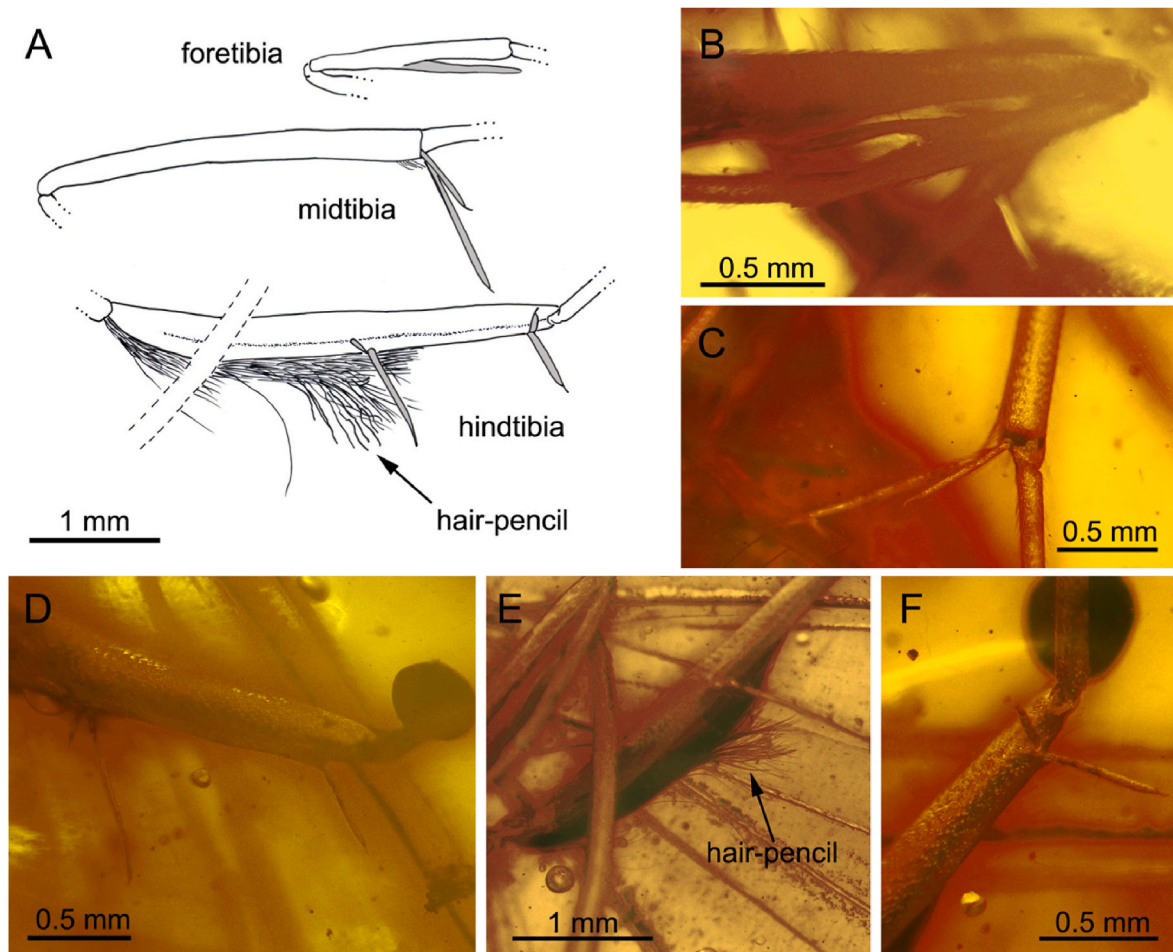 A
foretibia
midtibia
hindtibia
hair-pencil
1 mm
B
0.5 mm
C
0.5 mm
D
0.5 mm
E
hair-pencil
1 mm
F
0.5 mm